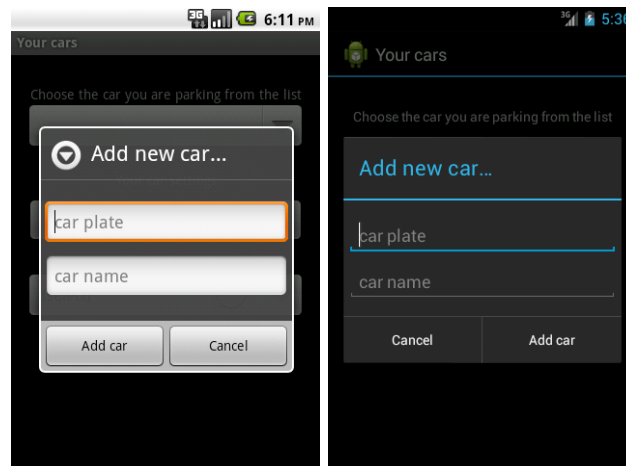 3G 6:11 PM
Your cars
Choose the car you are parking from the list
Add new car...
car plate
car name
Add car Cancel
3G 5:36
Your cars
Choose the car you are parking from the list
Add new car...
car plate
car name
Cancel Add car